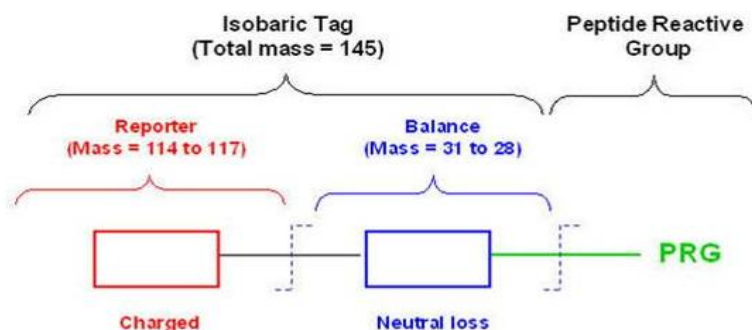 Isobaric Tag
(Total mass = 145)
Peptide Reactive
Group
Reporter
(Mass = 114 to 117)
Balance
(Mass = 31 to 28)
PRG
Charged
Neutral loss